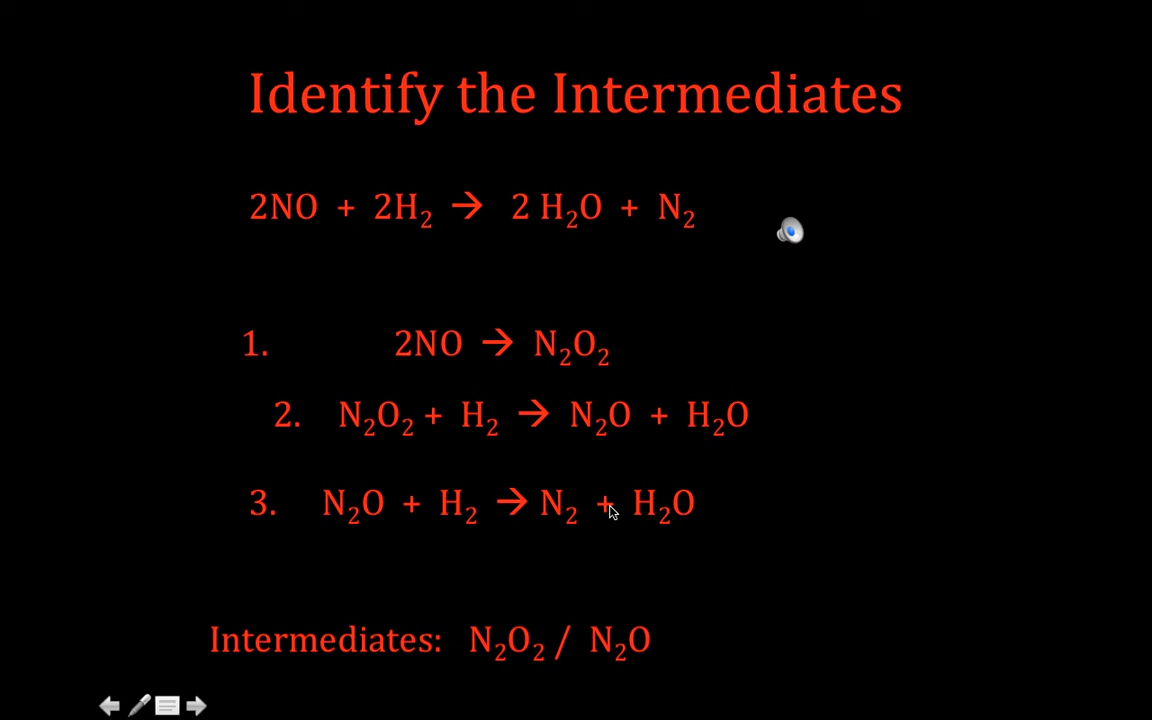 Identify the Intermediates
2NO + 2H₂ → 2 H₂O + N₂
1. 2NO → N₂O₂
2. N₂O₂ + H₂ → N₂O + H₂O
3. N₂O + H₂ → N₂ + H₂O
Intermediates: N₂O₂ / N₂O